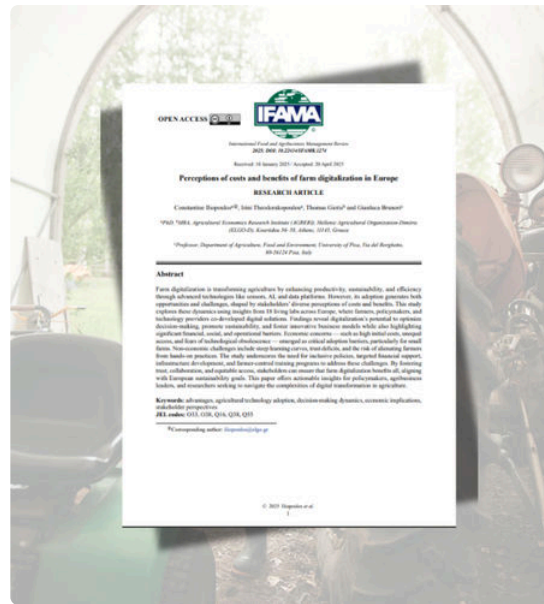 OPEN ACCESS
IFAMA
International Food and Agribusiness Management Review
Received: 10 January 2025 / Accepted: 20 April 2025
Perceptions of costs and benefits of farm digitalization in Europe
RESEARCH ARTICLE
Abstract
Farm digitalization is transforming agriculture by enhancing productivity, sustainability, and efficiency
through advanced technologies like sensors, AI, and data platforms. However, its adoption generates both
opportunities and challenges, shaped by stakeholders' diverse perceptions of costs and benefits. This study
explores these dynamics using insights from living labs across Europe, where farmers, policymakers, and
technology providers co-developed digital solutions. Findings reveal digitalization's potential to optimize
decision-making, promote sustainability, and foster innovative business models while also highlighting
significant financial, social, and operational barriers. Economic concerns — such as high initial costs, unequal
access, and fears of technological obsolescence — emerged as critical adoption barriers, particularly for small
farms. Non-economic challenges include steep learning curves, trust deficits, and the risk of alienating farmers
from hands-on practices. The study underscores the need for inclusive policies, targeted financial support,
infrastructure development, and farmer-centred training programs to address these challenges. By fostering
trust, collaboration, and equitable access, stakeholders can ensure that farm digitalization benefits all, aligning
with European sustainability goals. This paper offers actionable insights for policymakers, agribusiness
leaders, and researchers seeking to navigate the complexities of digital transformation in agriculture.
Keywords: advantages, agricultural technology adoption, decision-making dynamics, economic implications,
stakeholder perspectives
JEL codes:
Corresponding author:
© 2025 Iliopoulos et al.
1